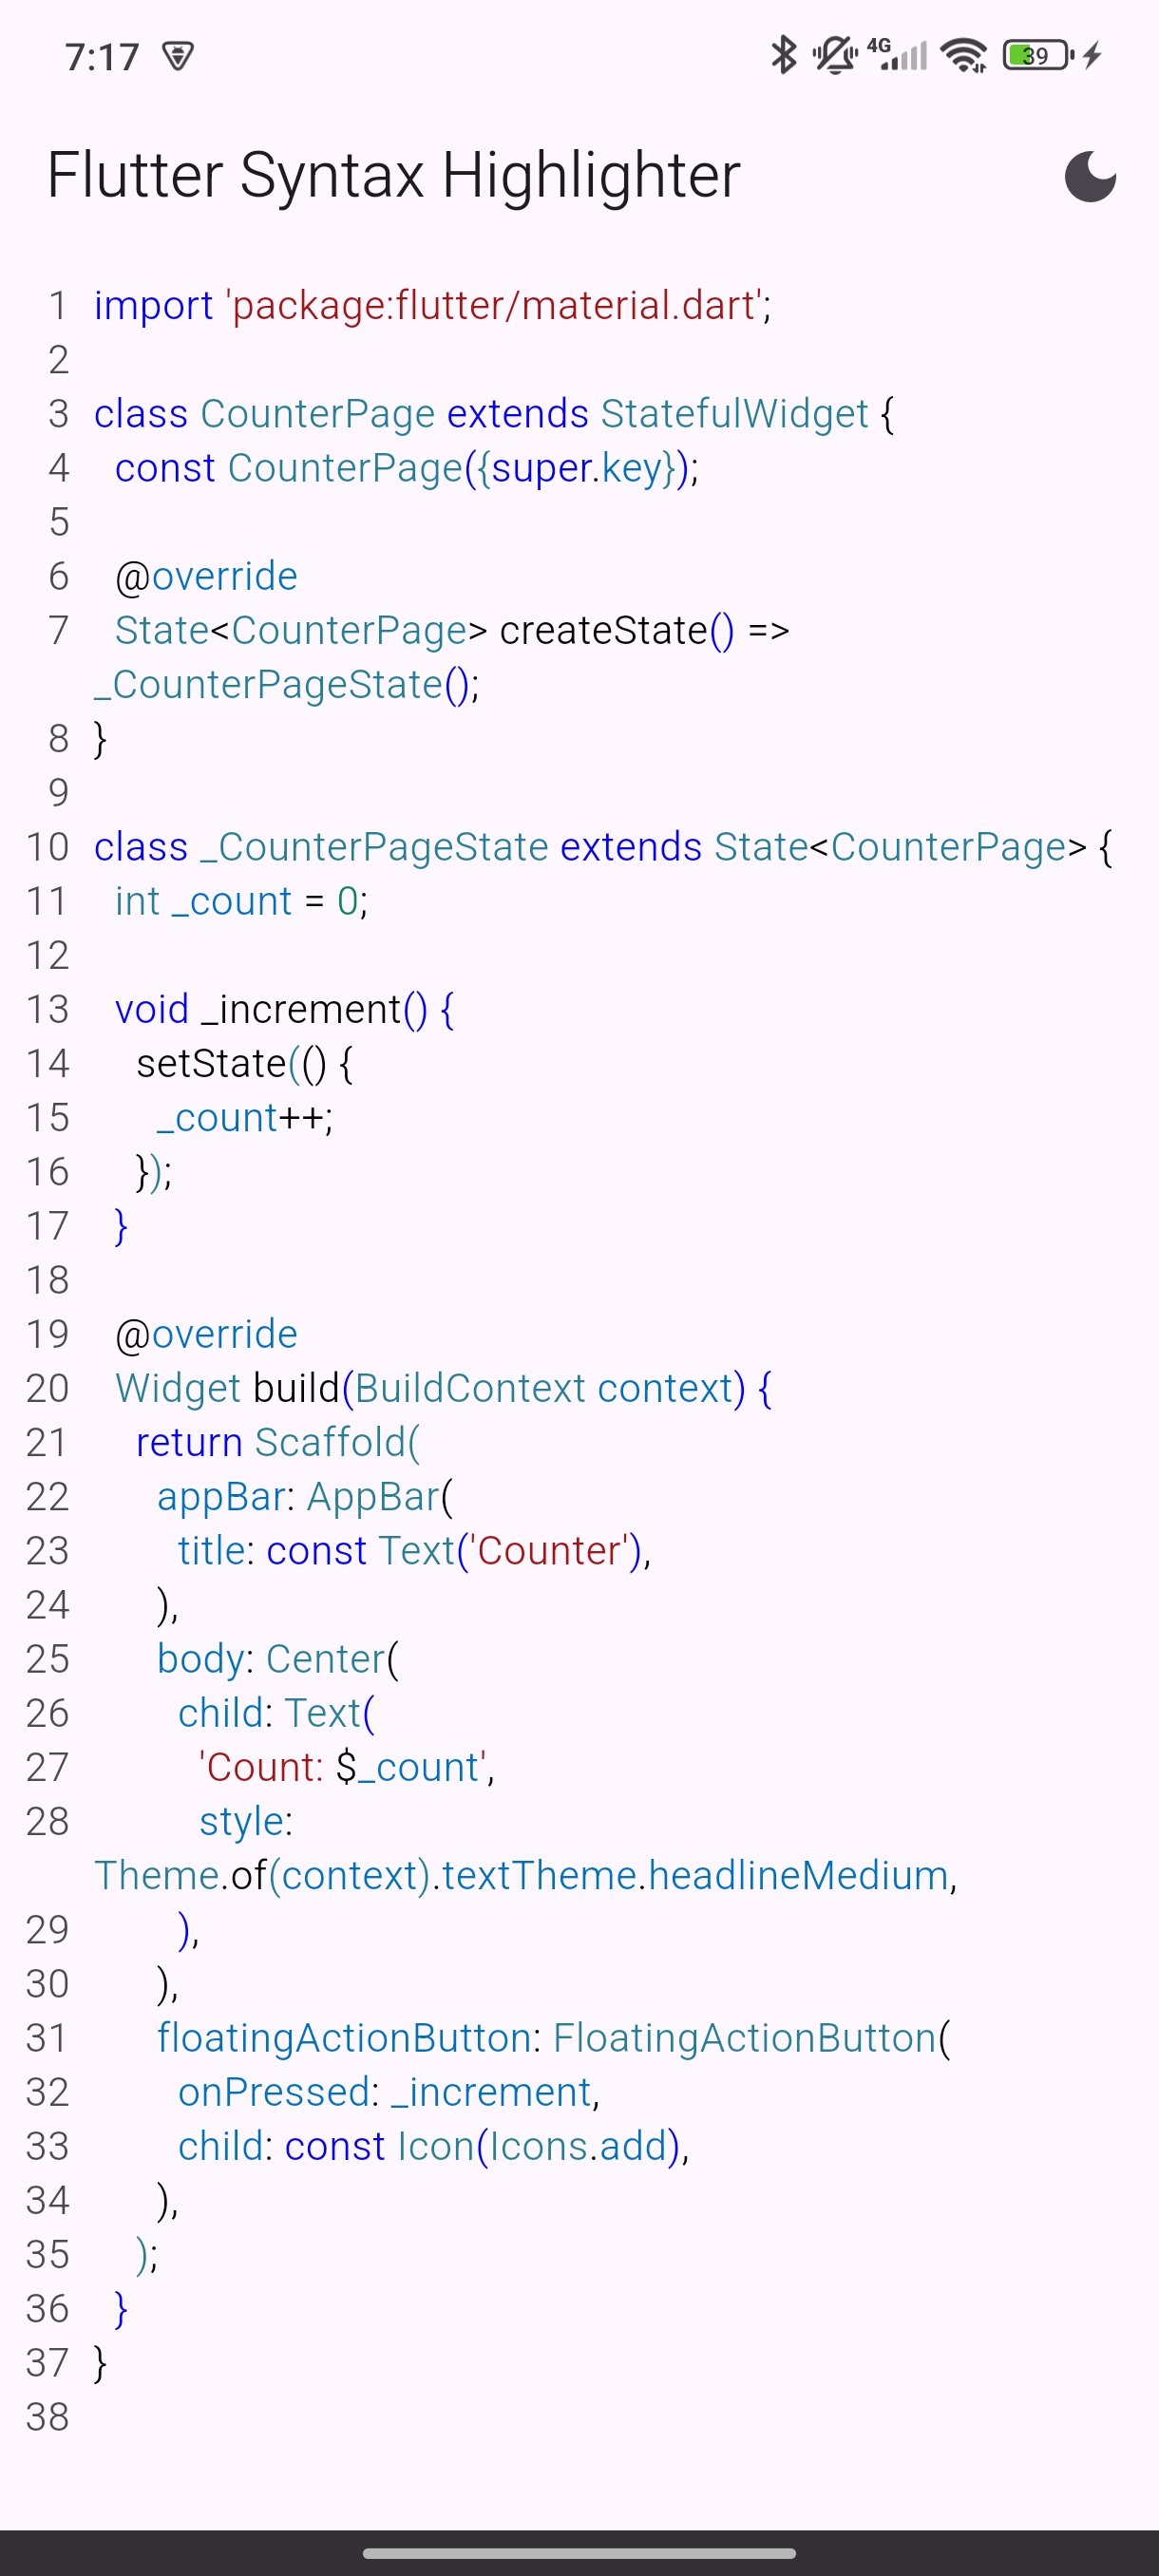 7:17 4G 39
Flutter Syntax Highlighter
1 import 'package:flutter/material.dart';
2
3 class CounterPage extends StatefulWidget {
4   const CounterPage({super.key});
5
6   @override
7   State<CounterPage> createState() =>
_CounterPageState();
8 }
9
10 class _CounterPageState extends State<CounterPage> {
11   int _count = 0;
12
13   void _increment() {
14     setState(() {
15       _count++;
16     });
17   }
18
19   @override
20   Widget build(BuildContext context) {
21     return Scaffold(
22       appBar: AppBar(
23         title: const Text('Counter'),
24       ),
25       body: Center(
26         child: Text(
27           'Count: $_count',
28           style:
Theme.of(context).textTheme.headlineMedium,
29         ),
30       ),
31       floatingActionButton: FloatingActionButton(
32         onPressed: _increment,
33         child: const Icon(Icons.add),
34       ),
35     );
36   }
37 }
38